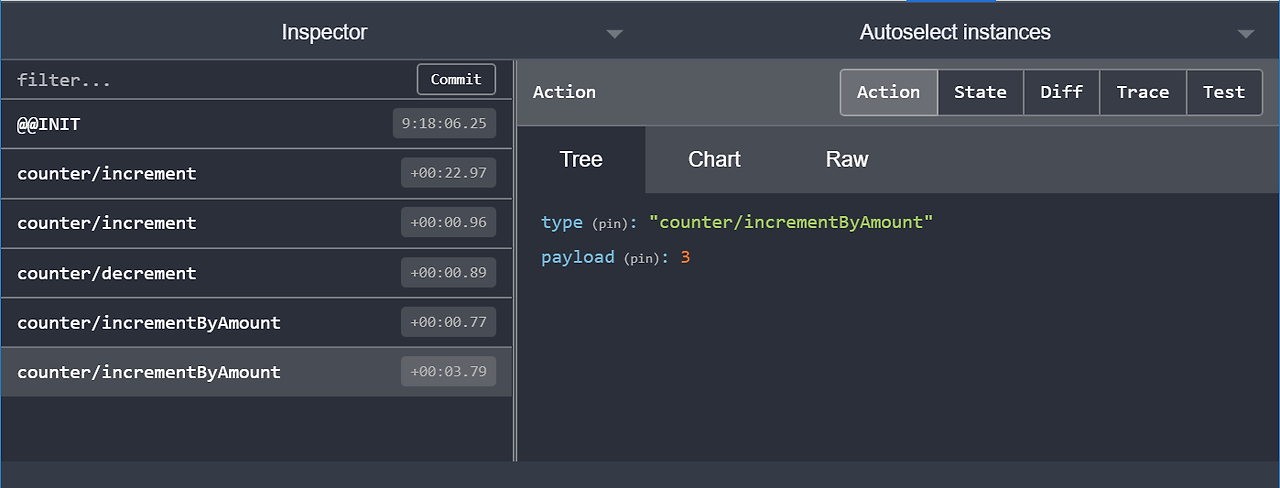 Inspector
Autoselect instances
filter...
Commit
@@INIT
9:18:06.25
counter/increment
+00:22.97
counter/increment
+00:00.96
counter/decrement
+00:00.89
counter/incrementByAmount
+00:00.77
counter/incrementByAmount
+00:03.79
Action
Action State Diff Trace Test
Tree Chart Raw
type (pin): "counter/incrementByAmount"
payload (pin): 3